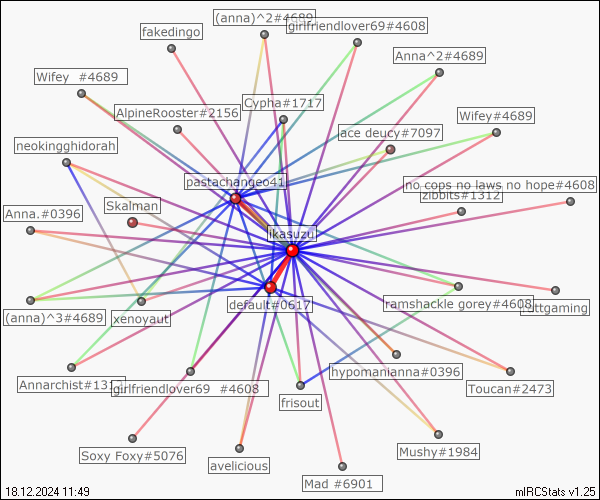 (anna)^2#4689
girlfriendlover69#4608
fakedingo
Anna^2#4689
Wifey #4689
Cypha#1717
AlpineRooster#2156
Wifey#4689
ace deucy#7097
neokingghidorah
pastachangeo41
no cops no laws no hope#4608
zibbits#1312
Skalman
Anna.#0396
ikasuzu
default#0617
ramshackle gorey#4608
(anna)^3#4689
xenoyaut
hypomanianna#0396
Annarchist#131
girlfriendlover69 #4608
Toucan#2473
frisout
Soxy Foxy#5076
Mushy#1984
avelicious
Mad #6901
18.12.2024 11:49
mIRCStats v1.25